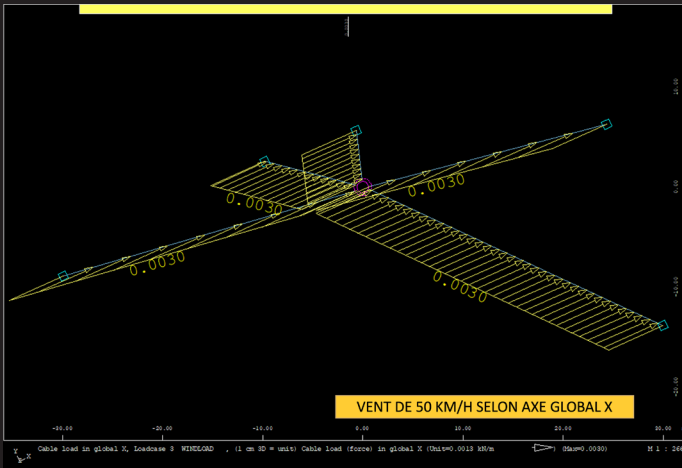 0.0030
0.0030
0.0030
0.0030
VENT DE 50 KM/H SELON AXE GLOBAL X
-30.00 -20.00 -10.00 0.00 10.00 20.00 30.00
10.00
0.00
-10.00
-20.00
Y
Z X
Cable load in global X, Loadcase 3 WINDLOAD , (1 cm 3D = unit) Cable load (force) in global X (Unit=0.0013 kN/m (Max=0.0030)
M 1 :